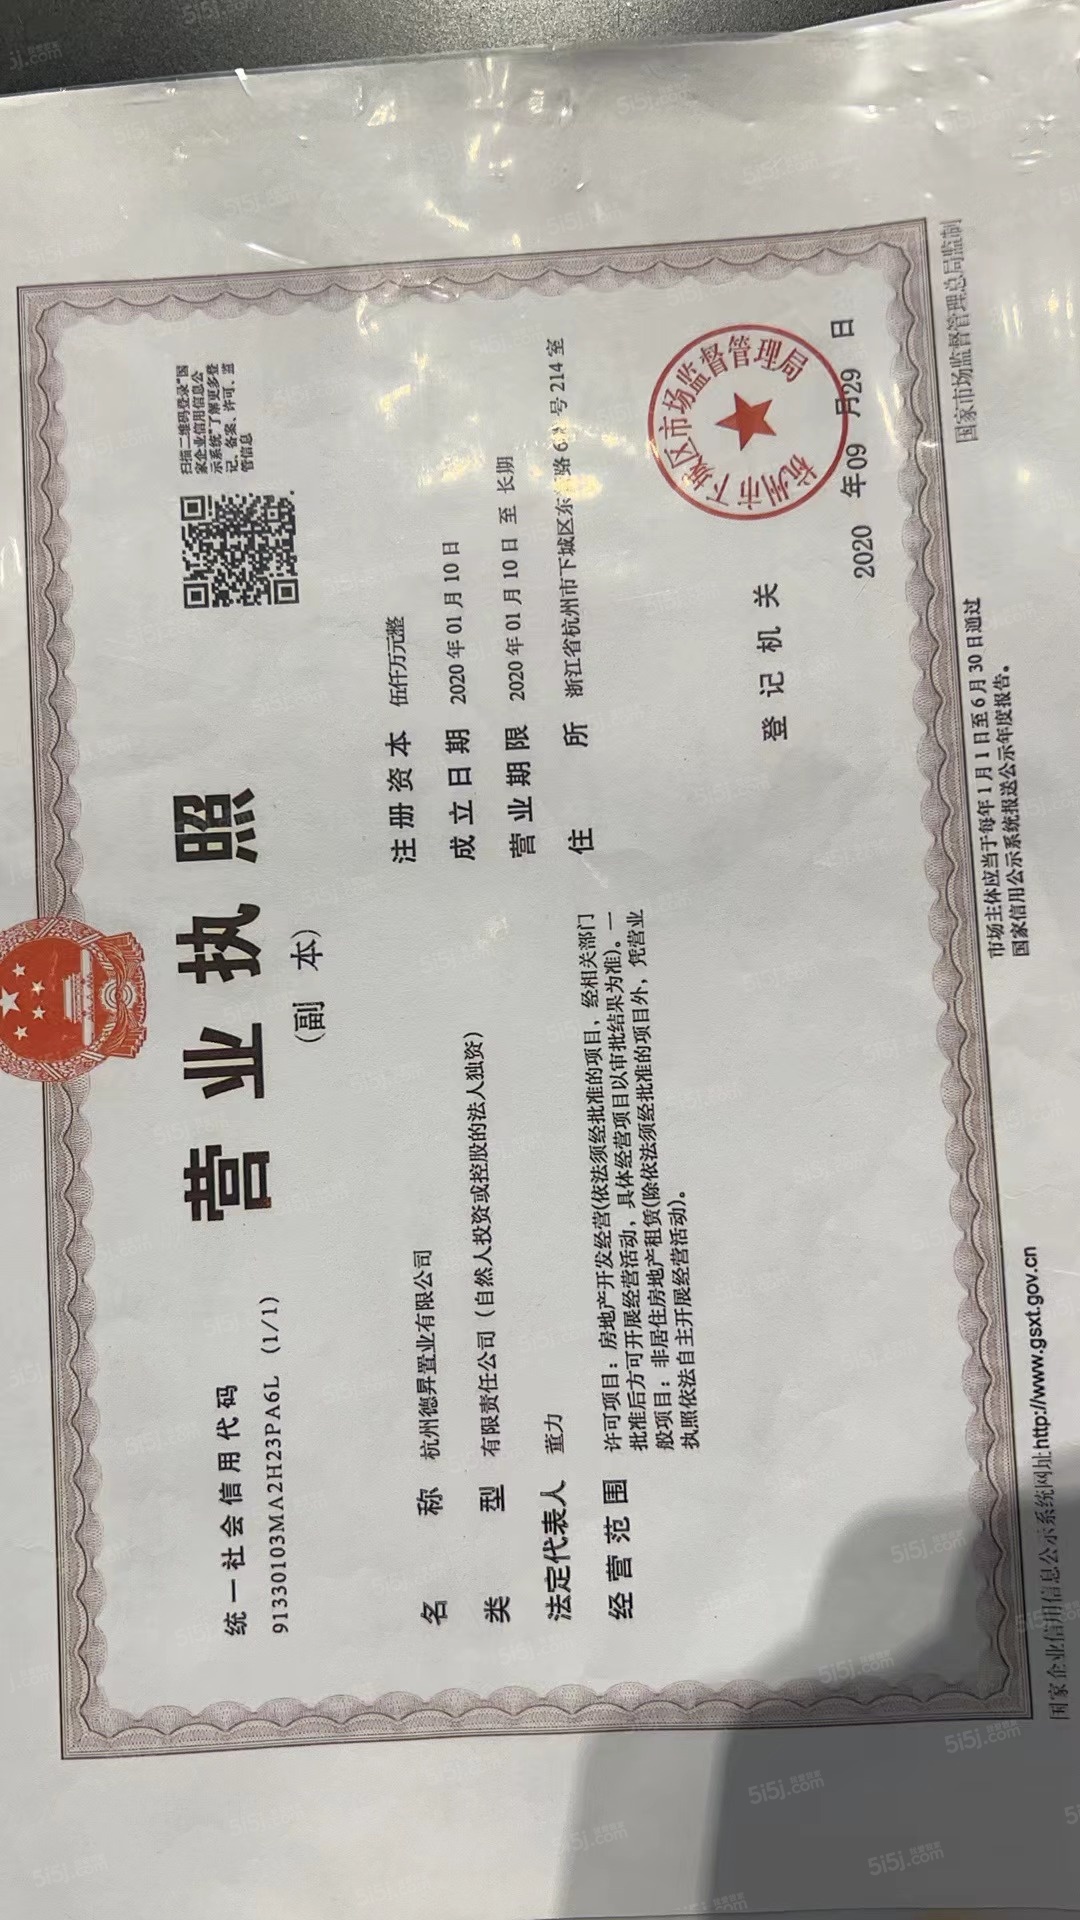 营业执照
(副 本)
统一社会信用代码
91330103MA2H23PA6L (1/1)
扫描二维码登录“国
家企业信用信息公
示系统”了解更多登
记、备案、许可、监
管信息
名 称 杭州德昇置业有限公司
类 型 有限责任公司(自然人投资或控股的法人独资)
法定代表人 董力
经营范围 许可项目:房地产开发经营(依法须经批准的项目,经相关部门
批准后方可开展经营活动,具体经营项目以审批结果为准)。一
般项目:非居住房地产租赁(除依法须经批准的项目外,凭营业
执照依法自主开展经营活动)。
注册资本 伍仟万元整
成立日期 2020年01月10日
营业期限 2020年01月10日 至 长期
住 所 浙江省杭州市下城区东 路6 号214室
登记机关
杭州市下城区市场监督管理局
2020 年09 月29 日
国家企业信用信息公示系统网址http://www.gsxt.gov.cn
市场主体应当于每年1月1日至6月30日通过
国家信用公示系统报送公示年度报告。
国家市场监督管理总局监制
5i5j.com